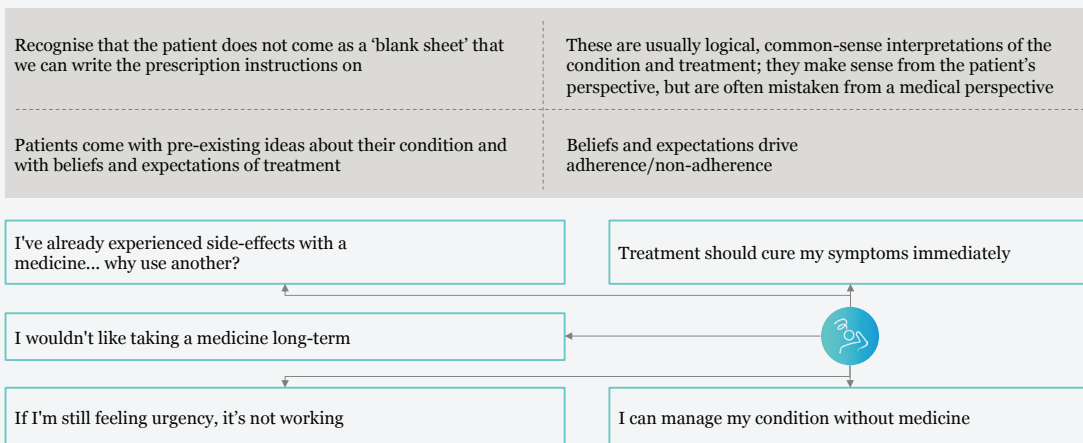 Recognise that the patient does not come as a ‘blank sheet’ that
we can write the prescription instructions on
These are usually logical, common-sense interpretations of the
condition and treatment; they make sense from the patient’s
perspective, but are often mistaken from a medical perspective
Patients come with pre-existing ideas about their condition and
with beliefs and expectations of treatment
Beliefs and expectations drive
adherence/non-adherence
I've already experienced side-effects with a
medicine... why use another?
Treatment should cure my symptoms immediately
I wouldn't like taking a medicine long-term
If I'm still feeling urgency, it’s not working
I can manage my condition without medicine